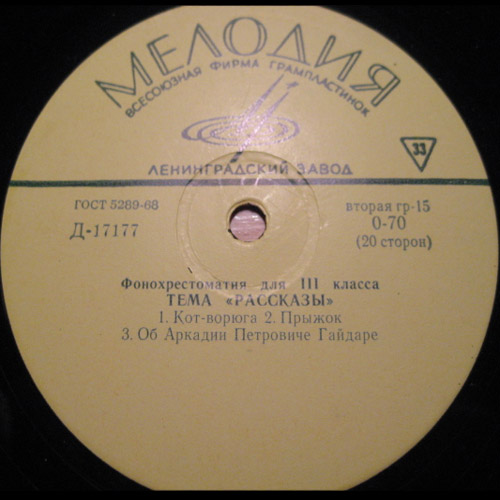 МЕЛОДИЯ
ВСЕСОЮЗНАЯ ФИРМА ГРАМПЛАСТИНОК
33
ЛЕНИНГРАДСКИЙ ЗАВОД
ГОСТ 5289-68
Д-17177
вторая гр-15
0-70
(20 сторон)
Фонохрестоматия для III класса
ТЕМА «РАССКАЗЫ»
1. Кот-ворюга 2. Прыжок
3. Об Аркадии Петровиче Гайдаре